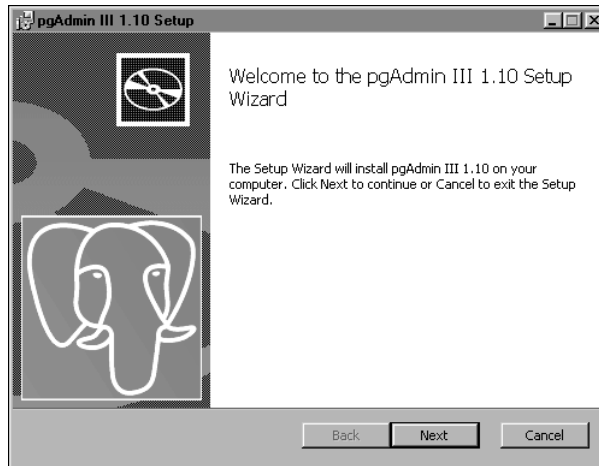 pgAdmin III 1.10 Setup
Welcome to the pgAdmin III 1.10 Setup
Wizard
The Setup Wizard will install pgAdmin III 1.10 on your
computer. Click Next to continue or Cancel to exit the Setup
Wizard.
Back Next Cancel